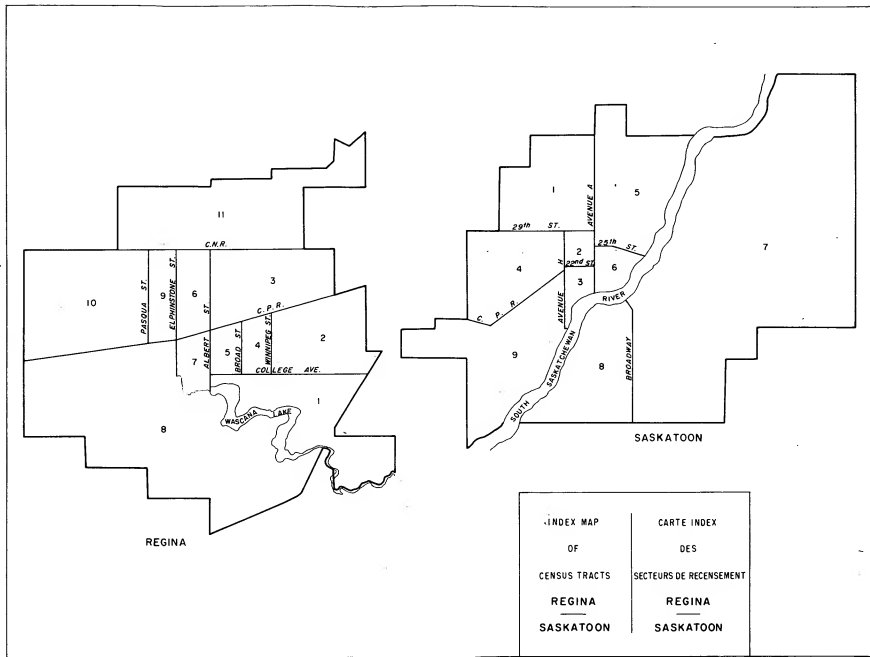 11
C.N.R.
10
PASQUA ST.
9
ELPHINSTONE ST.
6
ALBERT ST.
3
C. P. R.
7
5
BROAD ST.
4
WINNIPEG ST.
2
COLLEGE AVE.
1
WASCANA LAKE
8
REGINA
1
AVENUE A
5
29th ST.
2
25th ST.
4
H
22nd ST.
6
7
3
C. P. R.
AVENUE
RIVER
9
SASKATCHEWAN
8
BROADWAY
SOUTH
SASKATOON
INDEX MAP
OF
CENSUS TRACTS
REGINA
SASKATOON
CARTE INDEX
DES
SECTEURS DE RECENSEMENT
REGINA
SASKATOON